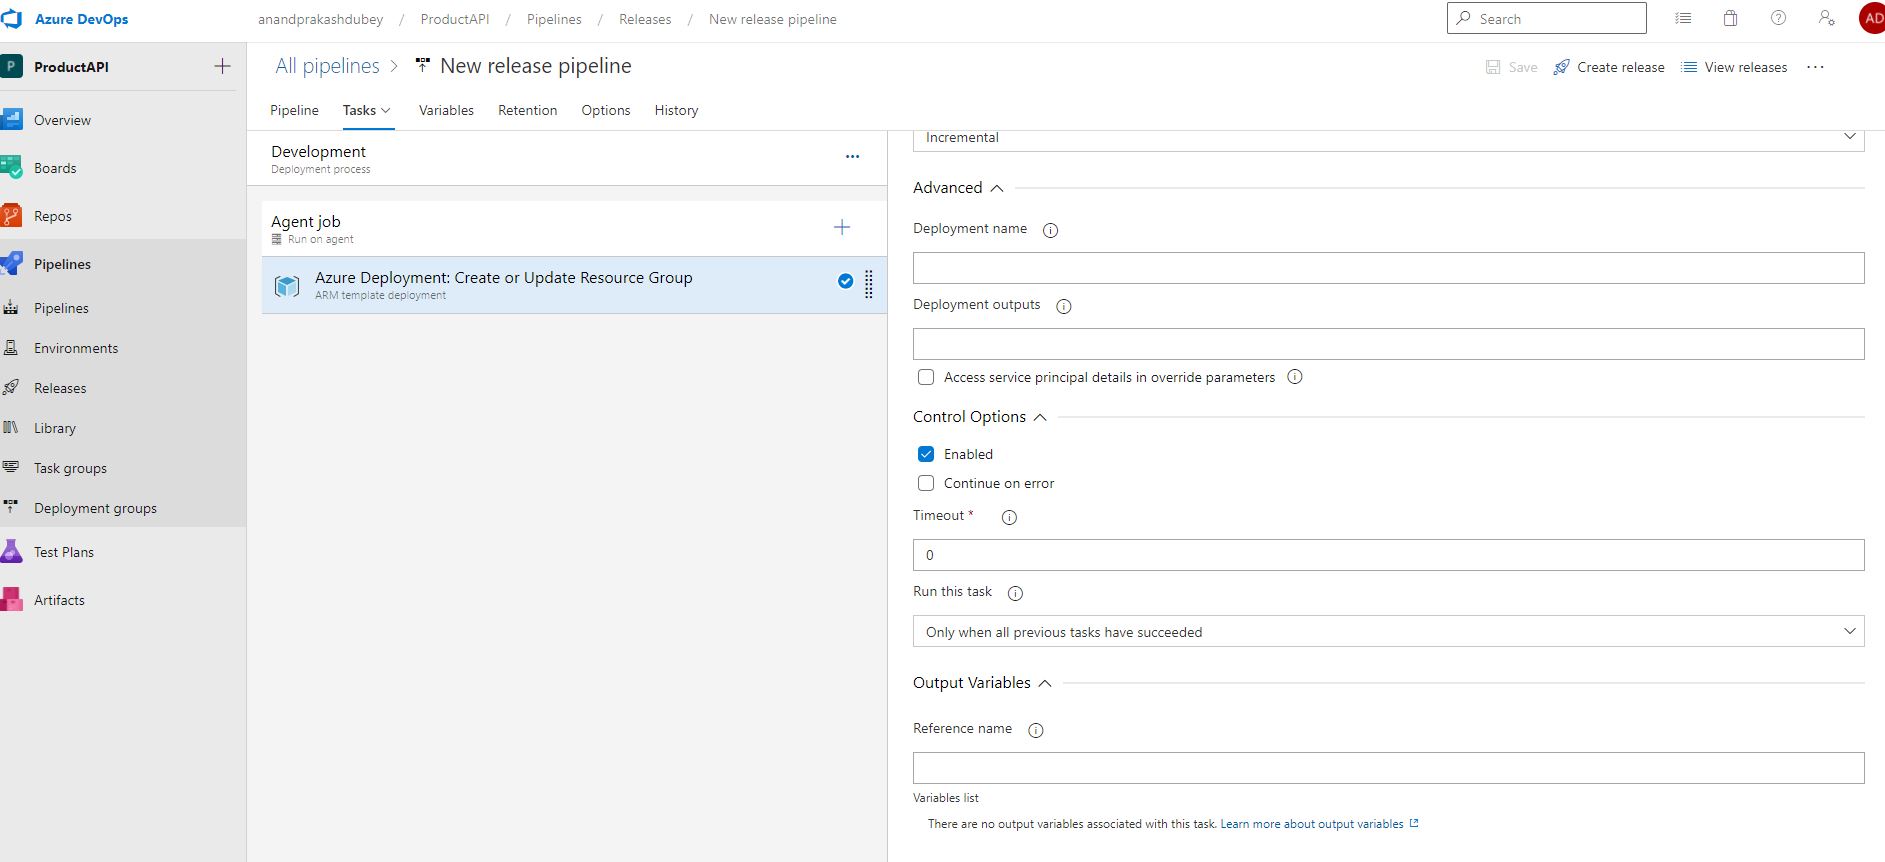 Azure DevOps
anandprakashdubey / ProductAPI / Pipelines / Releases / New release pipeline
Search
AD
P ProductAPI
All pipelines > New release pipeline
Save Create release View releases ...
Pipeline Tasks Variables Retention Options History
Overview
Boards
Repos
Pipelines
Pipelines
Environments
Releases
Library
Task groups
Deployment groups
Test Plans
Artifacts
Development
Deployment process
Agent job
Run on agent
Azure Deployment: Create or Update Resource Group
ARM template deployment
Incremental
Advanced
Deployment name
Deployment outputs
Access service principal details in override parameters
Control Options
Enabled
Continue on error
Timeout *
0
Run this task
Only when all previous tasks have succeeded
Output Variables
Reference name
Variables list
There are no output variables associated with this task. Learn more about output variables